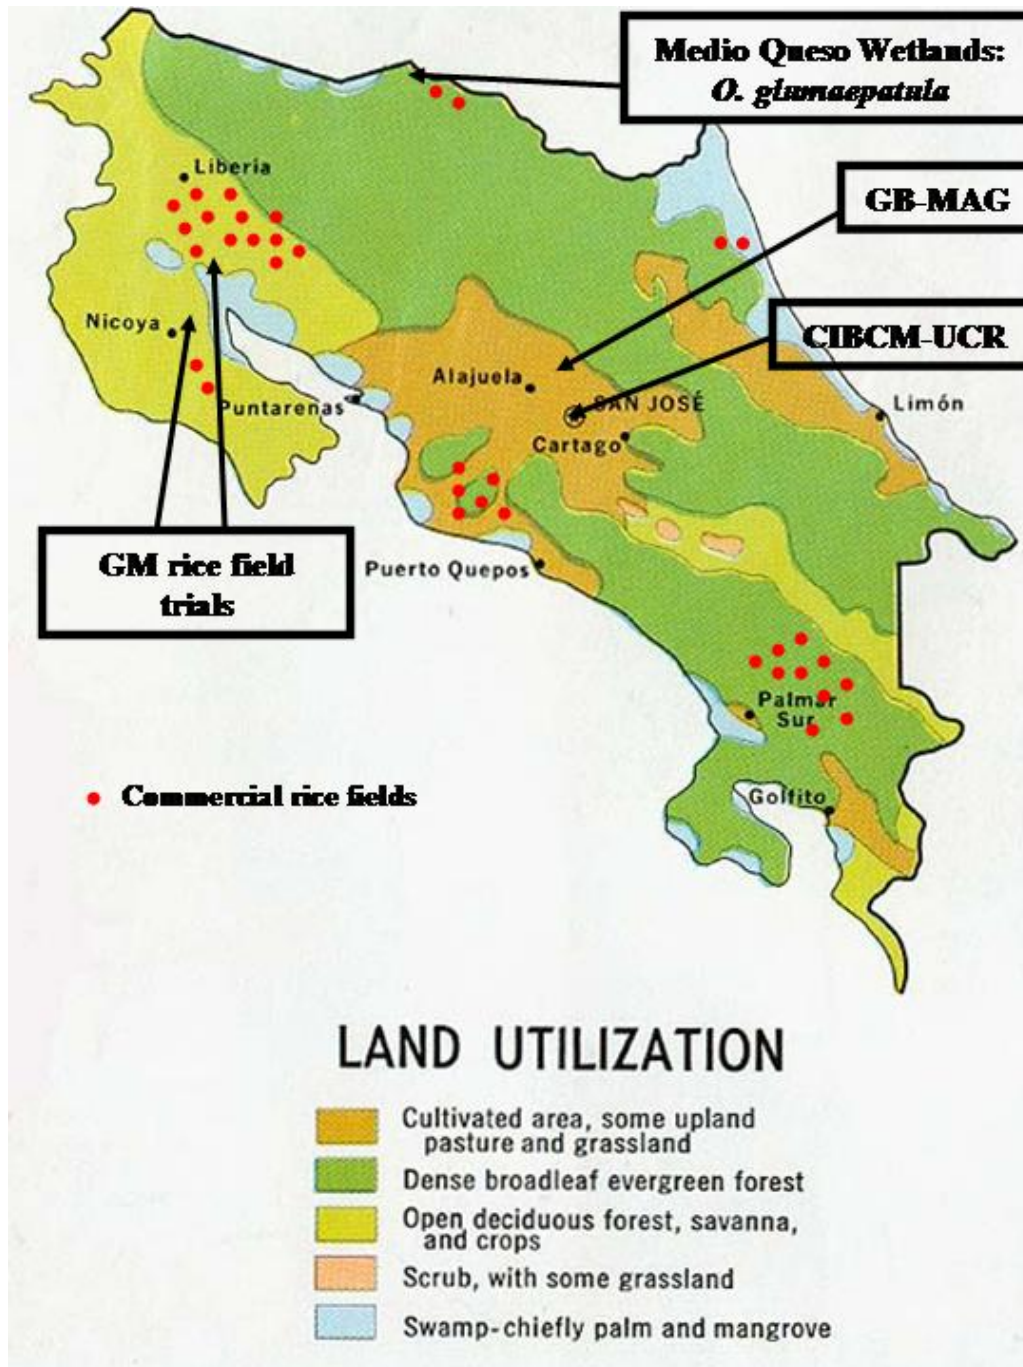 Medio Queso Wetlands:
O. glumaepatula
GB-MAG
CIBCM-UCR
Liberia
Nicoya
Alajuela
SAN JOSÉ
Limón
Puntarenas
Cartago
GM rice field
trials
Puerto Quepos
Palmar
Sur
Golfito
Commercial rice fields
LAND UTILIZATION
Cultivated area, some upland
pasture and grassland
Dense broadleaf evergreen forest
Open deciduous forest, savanna,
and crops
Scrub, with some grassland
Swamp-chiefly palm and mangrove